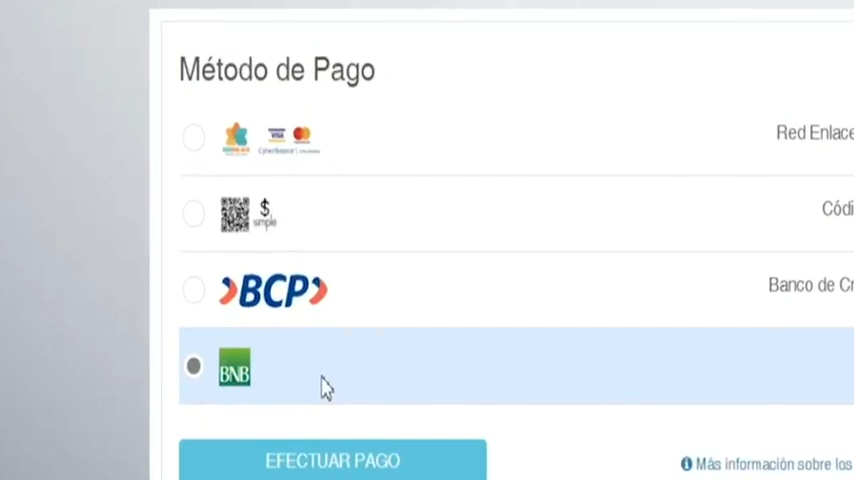 Método de Pago
VISA
CyberSource
Red Enlace
$
simple
Códi
BCP
Banco de Cr
BNB
EFECTUAR PAGO
Más información sobre los